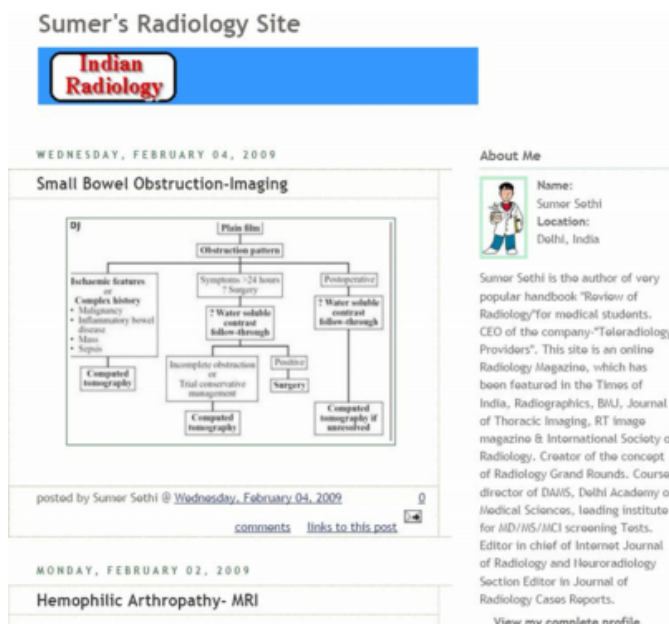 Sumer's Radiology Site
Indian
Radiology
WEDNESDAY, FEBRUARY 04, 2009
Small Bowel Obstruction-Imaging
DJ
Plain film
Obstruction pattern
Ischaemic features
or
Complex history
• Malignancy
• Inflammatory bowel
disease
• Mass
• Sepsis
Computed
tomography
Symptoms >24 hours
? Surgery
? Water soluble
contrast
follow-through
Incomplete obstruction
or
Trial conservative
management
Computed
tomography
Positive
Surgery
Postoperative
? Water soluble
contrast
follow-through
Computed
tomography if
unresolved
posted by Sumer Sethi @ Wednesday, February 04, 2009 0
comments links to this post
MONDAY, FEBRUARY 02, 2009
Hemophilic Arthropathy- MRI
About Me
Name:
Sumer Sethi
Location:
Delhi, India
Sumer Sethi is the author of very
popular handbook "Review of
Radiology"for medical students.
CEO of the company-"Teleradiology
Providers". This site is an online
Radiology Magazine, which has
been featured in the Times of
India, Radiographics, BMJ, Journal
of Thoracic Imaging, RT image
magazine & International Society o
Radiology. Creator of the concept
of Radiology Grand Rounds. Course
director of DAMS, Delhi Academy o
Medical Sciences, leading institute
for MD/MS/MCI screening Tests.
Editor in chief of Internet Journal
of Radiology and Neuroradiology
Section Editor in Journal of
Radiology Cases Reports.
View my complete profile